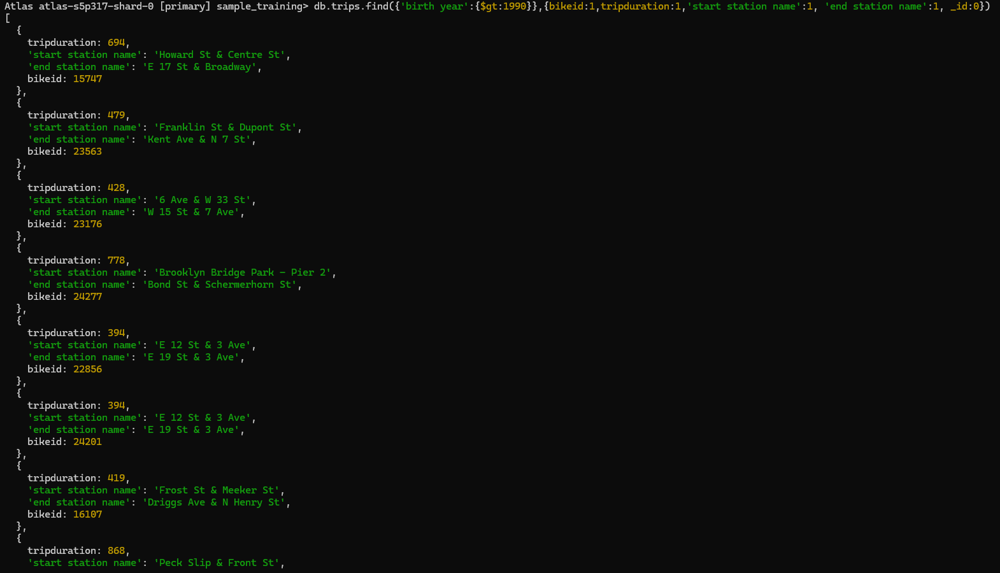 Atlas atlas-s5p317-shard-0 [primary] sample_training> db.trips.find({'birth year':{$gt:1990}},{bikeid:1,tripduration:1,'start station name':1, 'end station name':1, _id:0})
[
  {
    tripduration: 694,
    'start station name': 'Howard St & Centre St',
    'end station name': 'E 17 St & Broadway',
    bikeid: 15747
  },
  {
    tripduration: 479,
    'start station name': 'Franklin St & Dupont St',
    'end station name': 'Kent Ave & N 7 St',
    bikeid: 23563
  },
  {
    tripduration: 428,
    'start station name': '6 Ave & W 33 St',
    'end station name': 'W 15 St & 7 Ave',
    bikeid: 23176
  },
  {
    tripduration: 778,
    'start station name': 'Brooklyn Bridge Park - Pier 2',
    'end station name': 'Bond St & Schermerhorn St',
    bikeid: 24277
  },
  {
    tripduration: 394,
    'start station name': 'E 12 St & 3 Ave',
    'end station name': 'E 19 St & 3 Ave',
    bikeid: 22856
  },
  {
    tripduration: 394,
    'start station name': 'E 12 St & 3 Ave',
    'end station name': 'E 19 St & 3 Ave',
    bikeid: 24201
  },
  {
    tripduration: 419,
    'start station name': 'Frost St & Meeker St',
    'end station name': 'Driggs Ave & N Henry St',
    bikeid: 16107
  },
  {
    tripduration: 868,
    'start station name': 'Peck Slip & Front St',